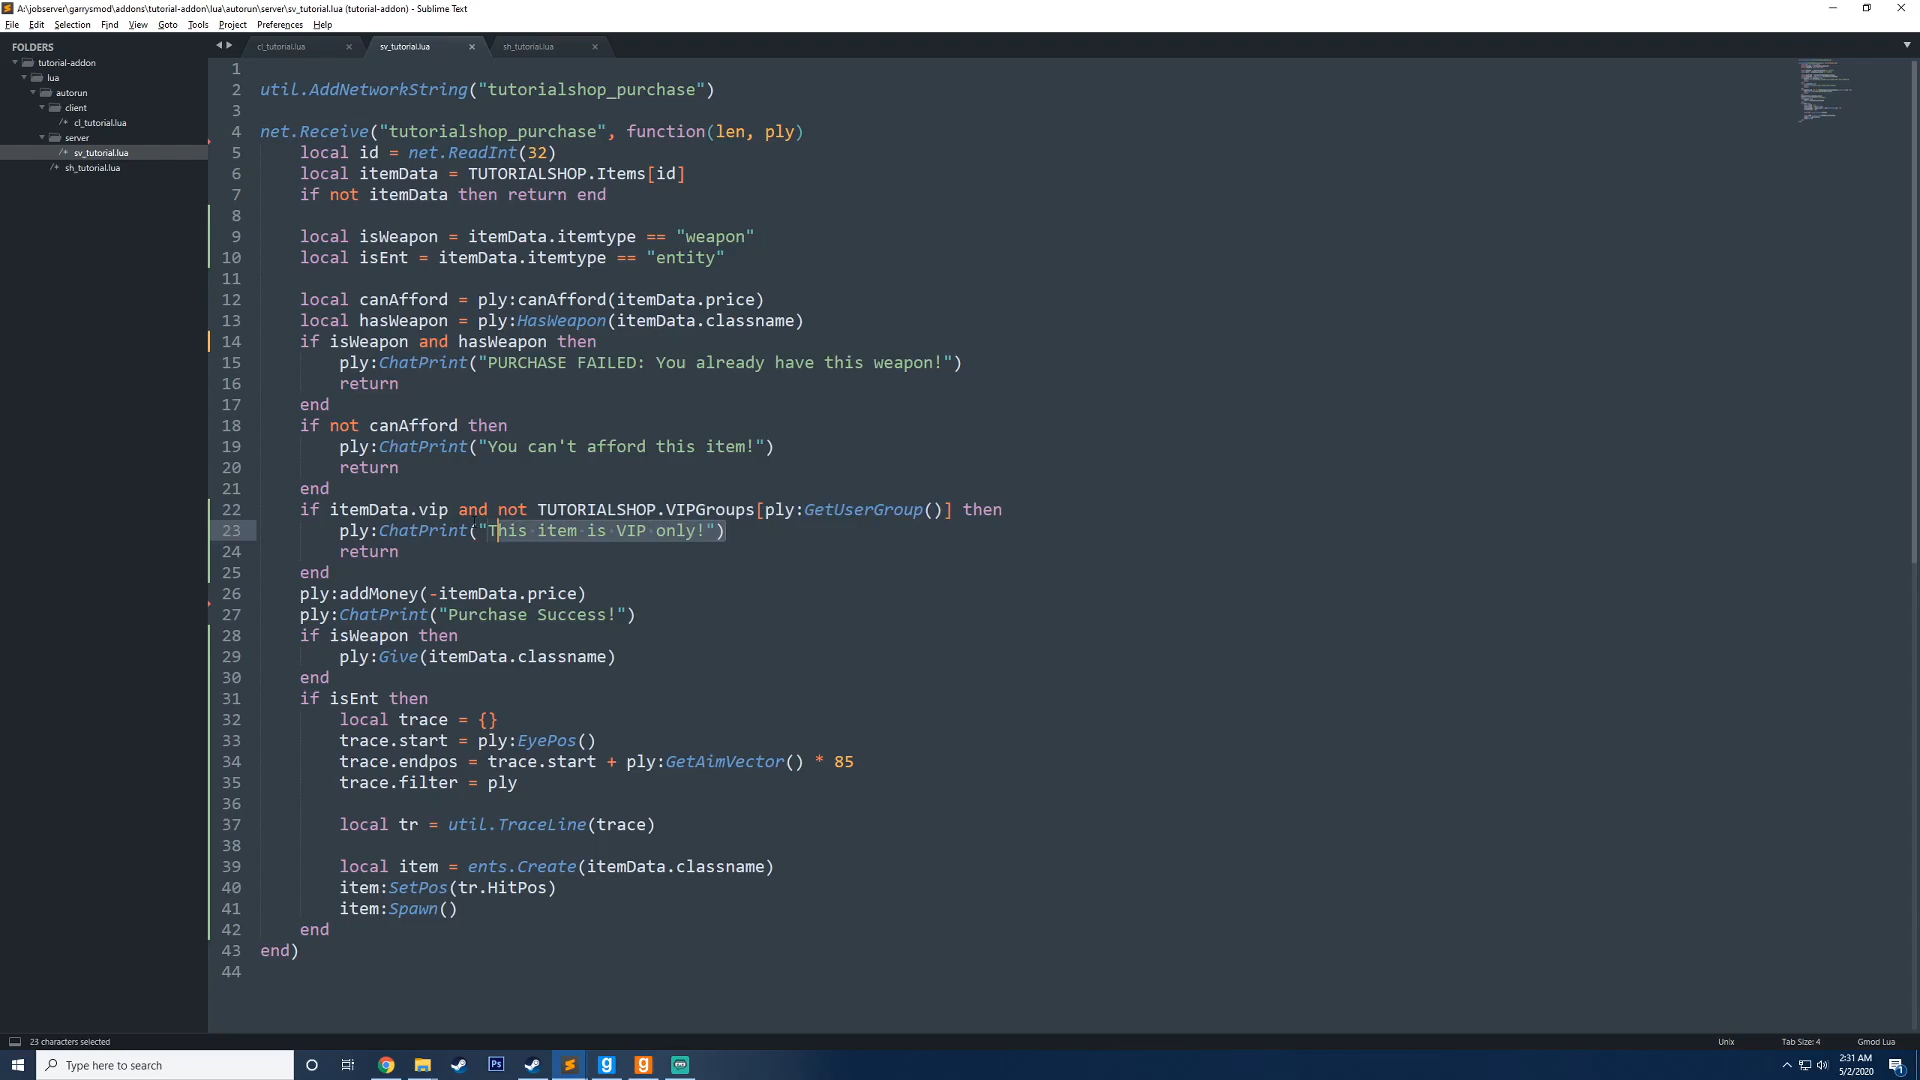 A:\jobserver\garrysmod\addons\tutorial-addon\lua\autorun\server\sv_tutorial.lua (tutorial-addon) - Sublime Text
File Edit Selection Find View Goto Tools Project Preferences Help
FOLDERS
tutorial-addon
lua
autorun
client
cl_tutorial.lua
server
sv_tutorial.lua
sh_tutorial.lua
cl_tutorial.lua sv_tutorial.lua sh_tutorial.lua
1
2 util.AddNetworkString("tutorialshop_purchase")
3
4 net.Receive("tutorialshop_purchase", function(len, ply)
5 local id = net.ReadInt(32)
6 local itemData = TUTORIALSHOP.Items[id]
7 if not itemData then return end
8
9 local isWeapon = itemData.itemtype == "weapon"
10 local isEnt = itemData.itemtype == "entity"
11
12 local canAfford = ply:canAfford(itemData.price)
13 local hasWeapon = ply:HasWeapon(itemData.classname)
14 if isWeapon and hasWeapon then
15 ply:ChatPrint("PURCHASE FAILED: You already have this weapon!")
16 return
17 end
18 if not canAfford then
19 ply:ChatPrint("You can't afford this item!")
20 return
21 end
22 if itemData.vip and not TUTORIALSHOP.VIPGroups[ply:GetUserGroup()] then
23 ply:ChatPrint("This item is VIP only!")
24 return
25 end
26 ply:addMoney(-itemData.price)
27 ply:ChatPrint("Purchase Success!")
28 if isWeapon then
29 ply:Give(itemData.classname)
30 end
31 if isEnt then
32 local trace = {}
33 trace.start = ply:EyePos()
34 trace.endpos = trace.start + ply:GetAimVector() * 85
35 trace.filter = ply
36
37 local tr = util.TraceLine(trace)
38
39 local item = ents.Create(itemData.classname)
40 item:SetPos(tr.HitPos)
41 item:Spawn()
42 end
43 end)
44
23 characters selected Unix Tab Size: 4 Gmod Lua
Type here to search
Ps
2:31 AM
5/2/2020